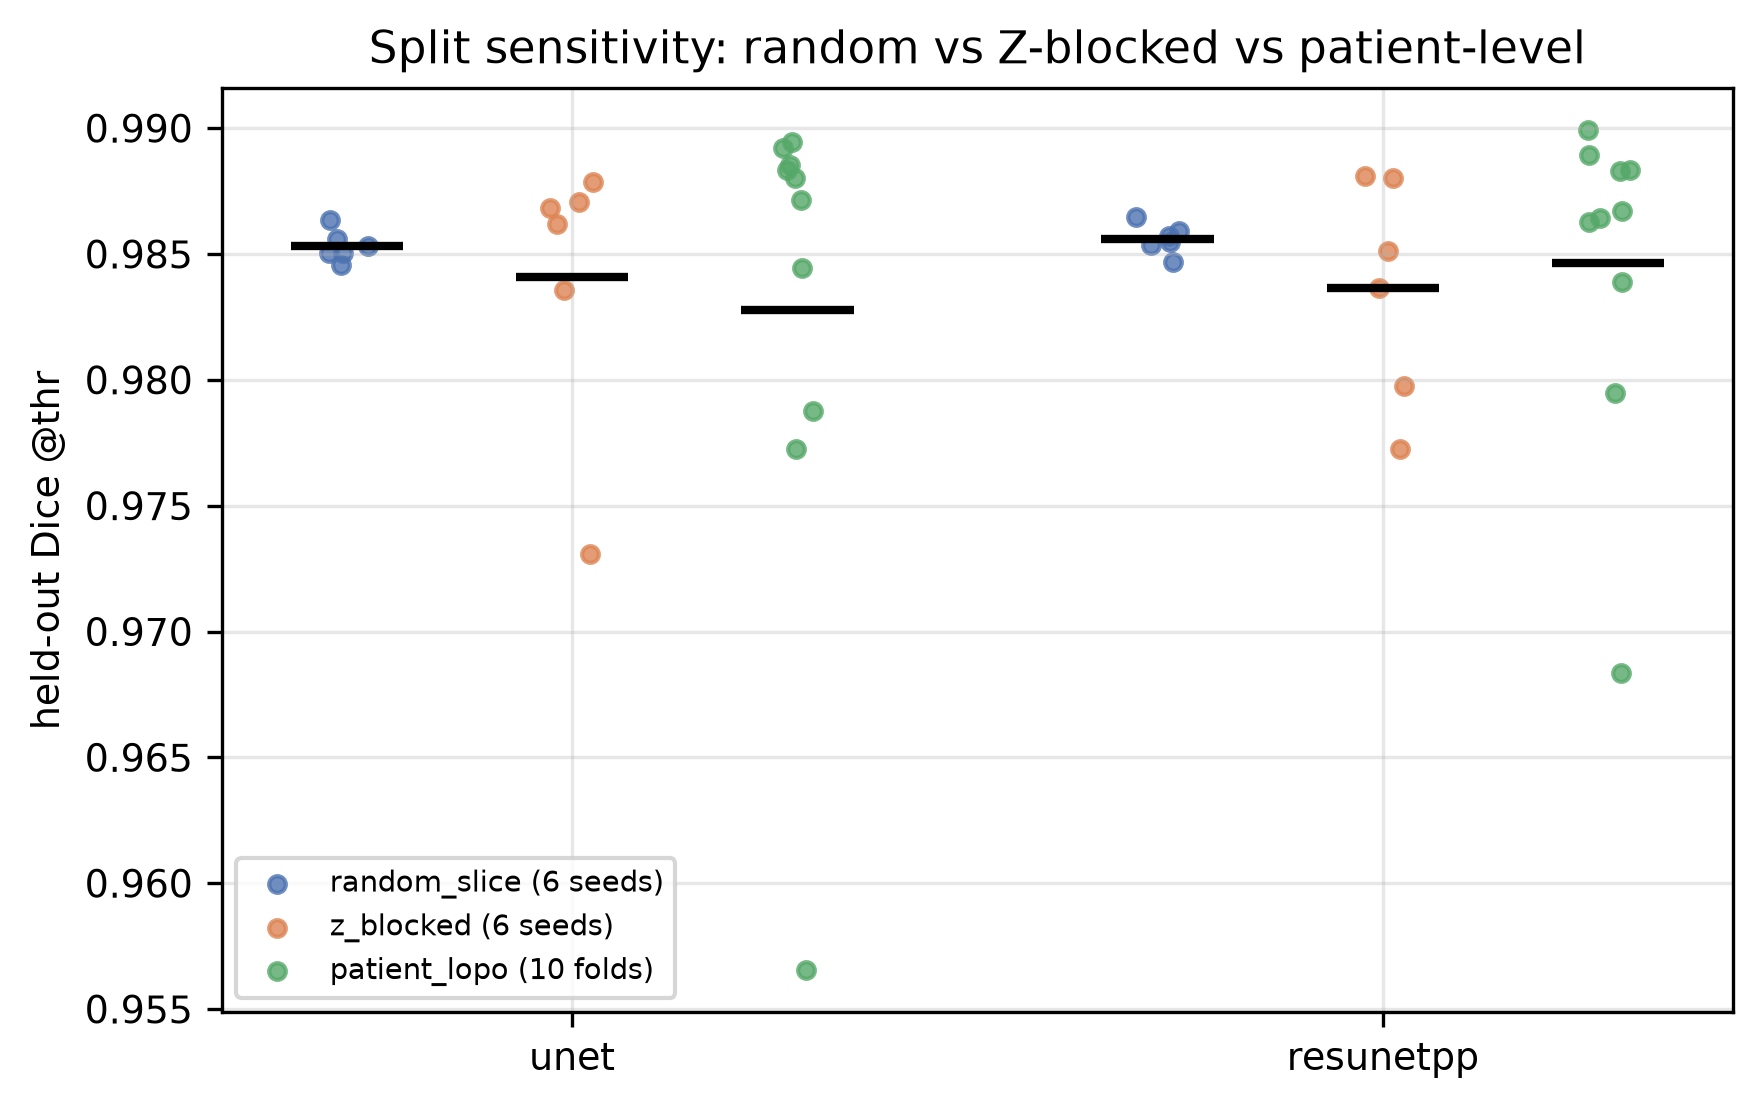 Split sensitivity: random vs Z-blocked vs patient-level
held-out Dice @thr
0.990
0.985
0.980
0.975
0.970
0.965
0.960
0.955
random_slice (6 seeds)
z_blocked (6 seeds)
patient_lopo (10 folds)
unet
resunetpp